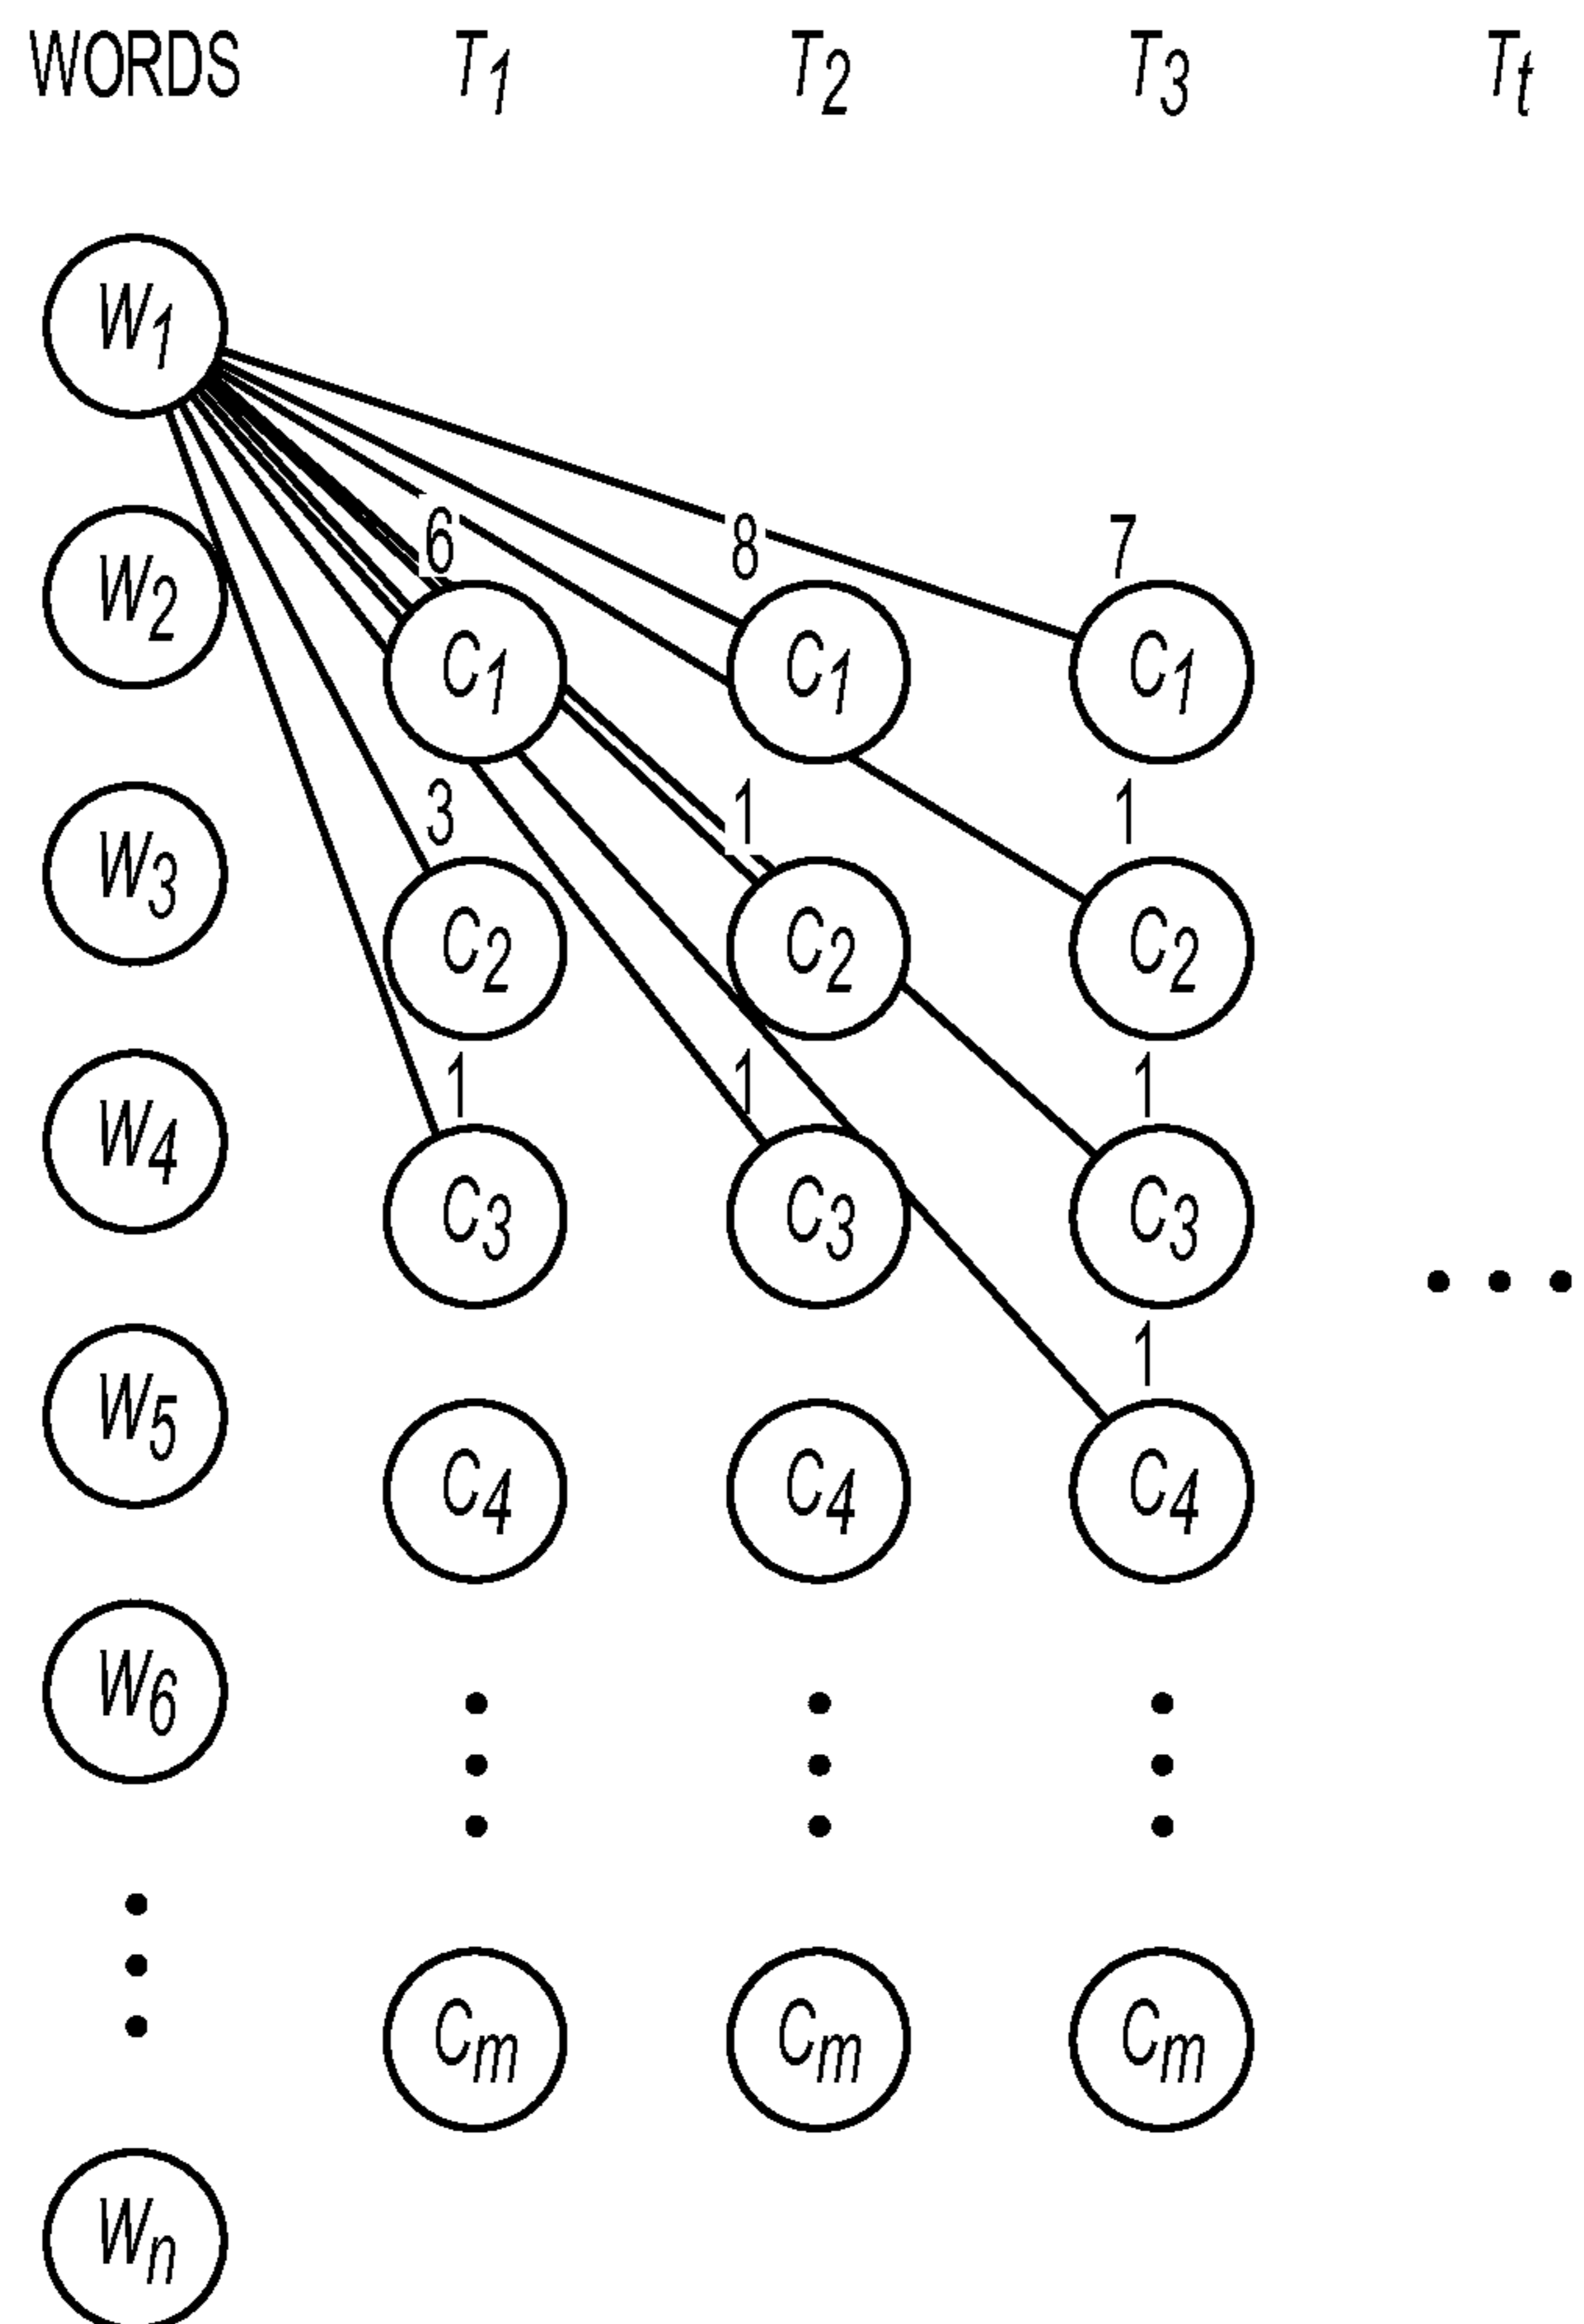 WORDS T1 T2 T3 Tt
W1
6 8 7
W2
C1 C1 C1
3 1 1
W3
C2 C2 C2
1 1 1
W4
C3 C3 C3
1
W5
C4 C4 C4
W6
Cm Cm Cm
Wn